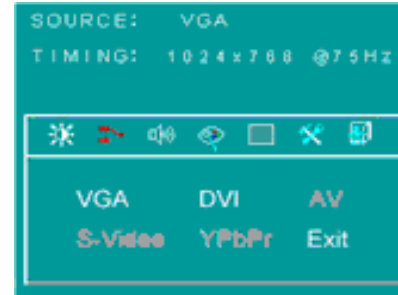 SOURCE: VGA
TIMING: 1024x768 @75Hz
VGA DVI AV
S-Video YPbPr Exit